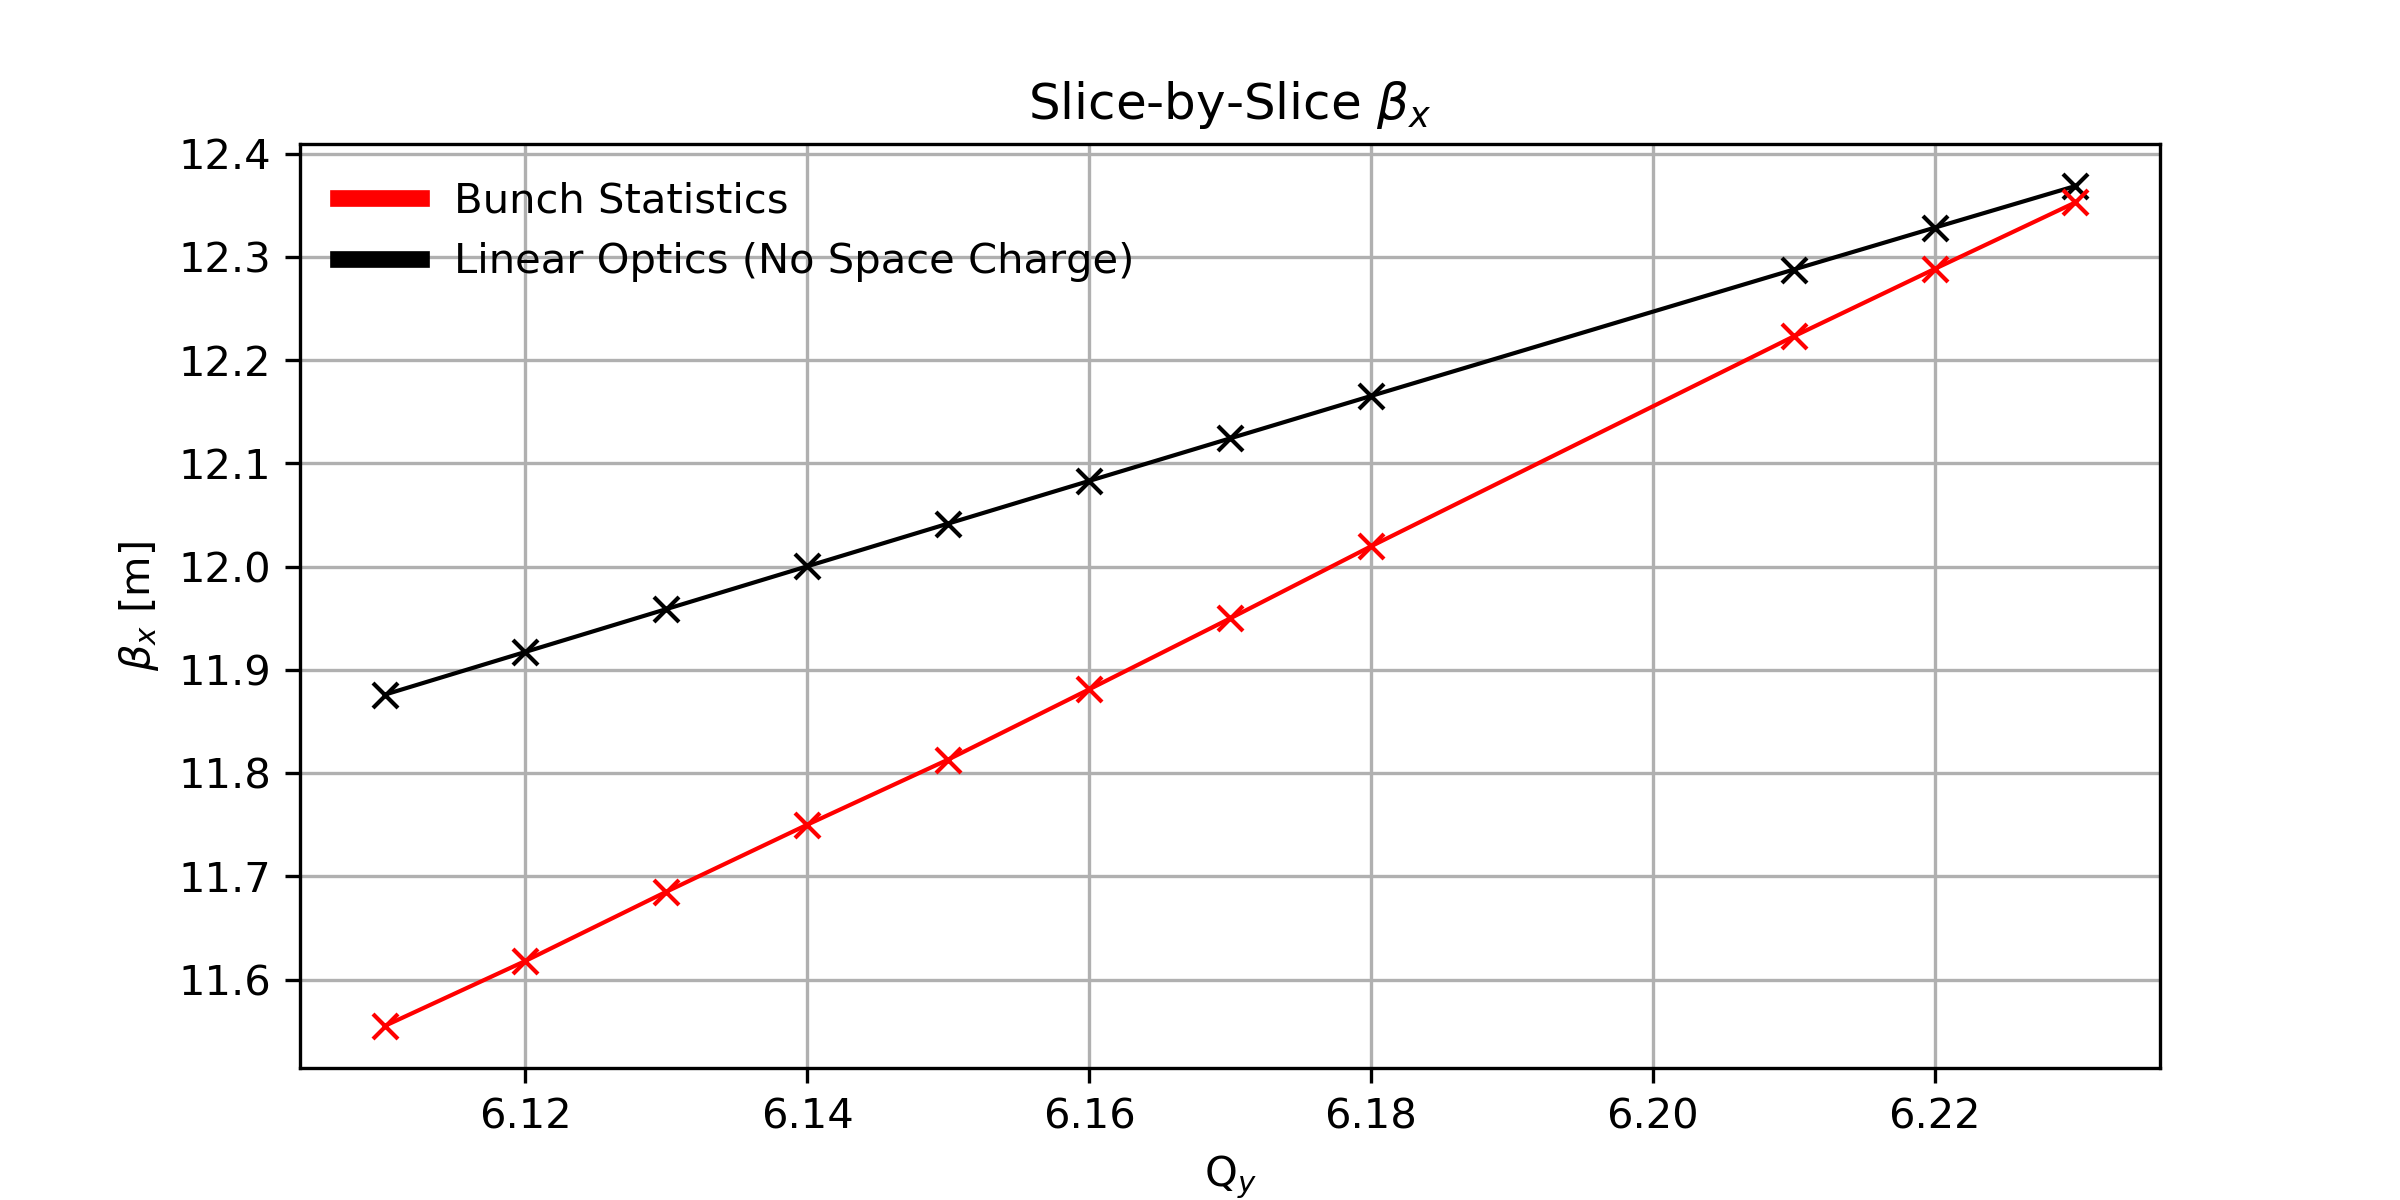 Slice-by-Slice βx
12.4
12.3
12.2
12.1
12.0
11.9
11.8
11.7
11.6
βx [m]
Bunch Statistics
Linear Optics (No Space Charge)
6.12 6.14 6.16 6.18 6.20 6.22
Qy